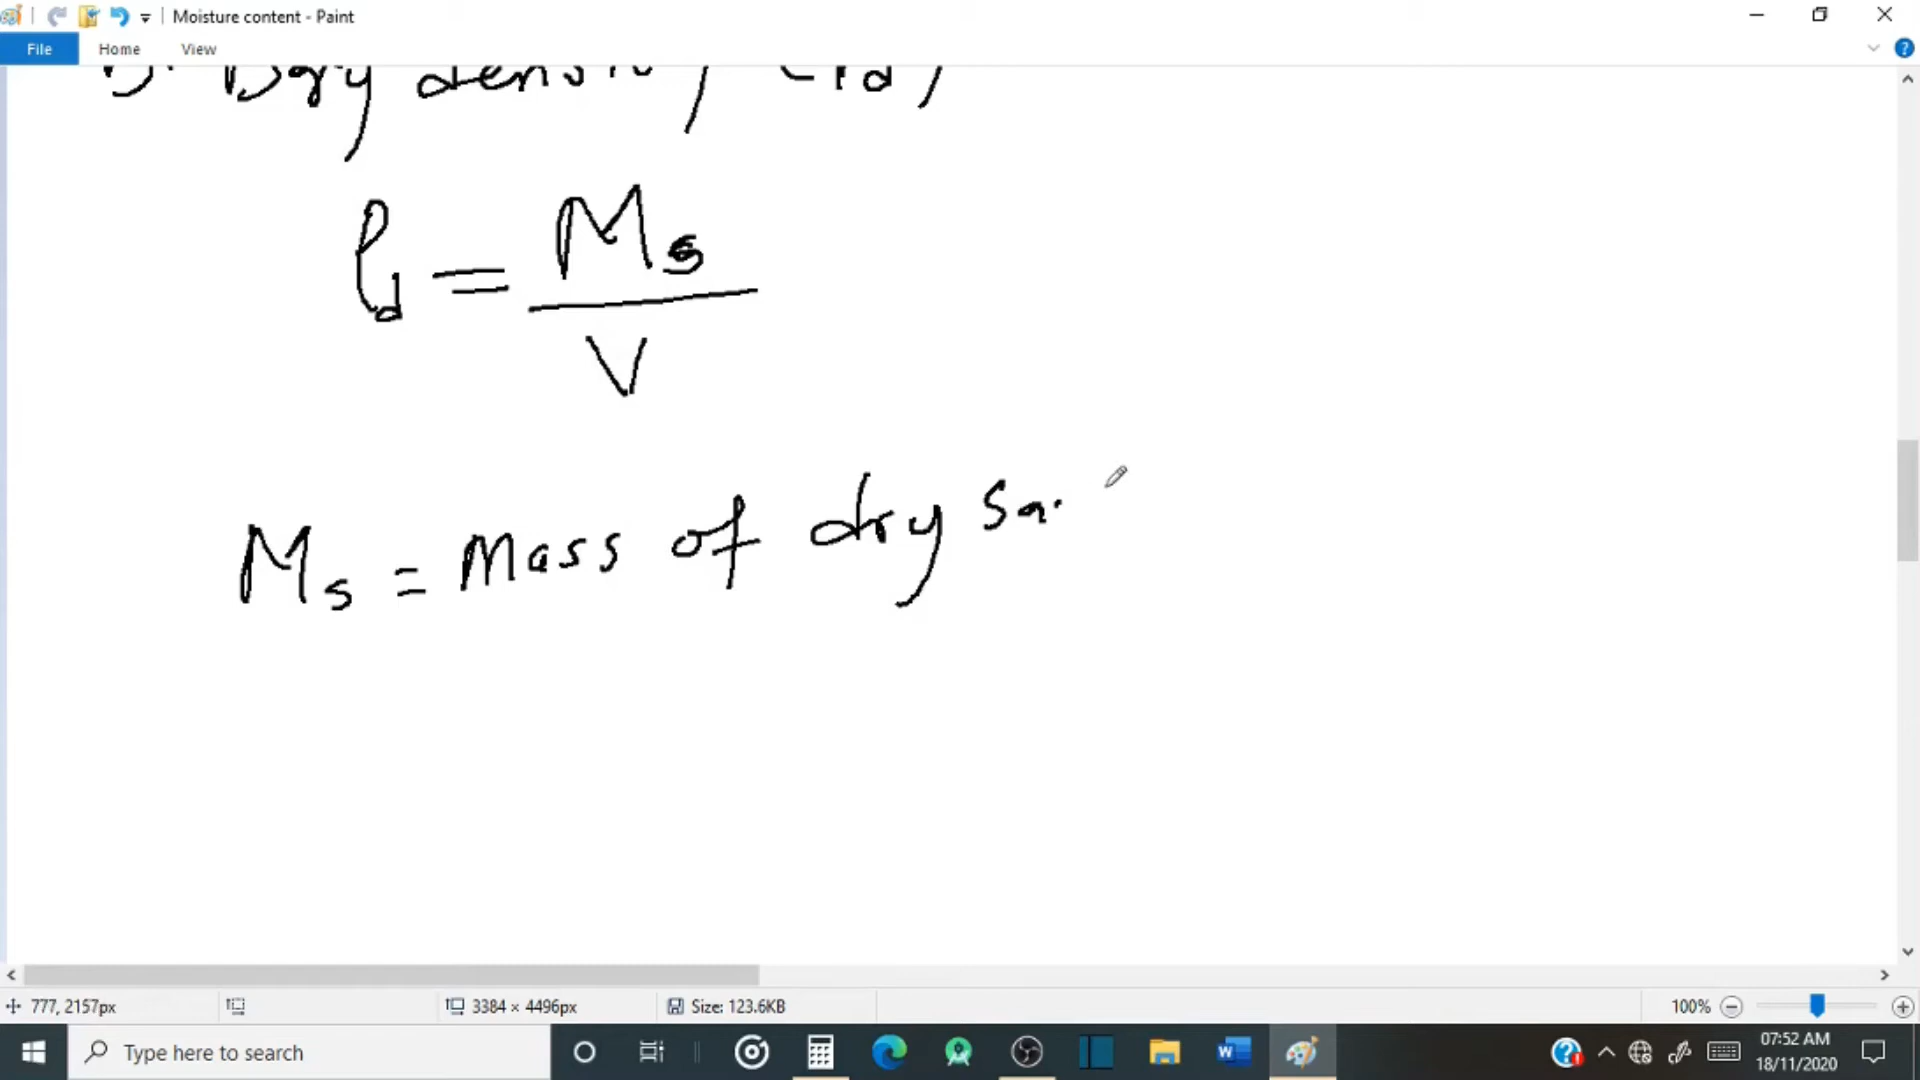 Moisture content - Paint
File Home View
Dry density (ρd)
ρd = Ms
V
Ms = Mass of dry Sa.
777, 2157px
3384 × 4496px
Size: 123.6KB
100%
Type here to search
07:52 AM
18/11/2020